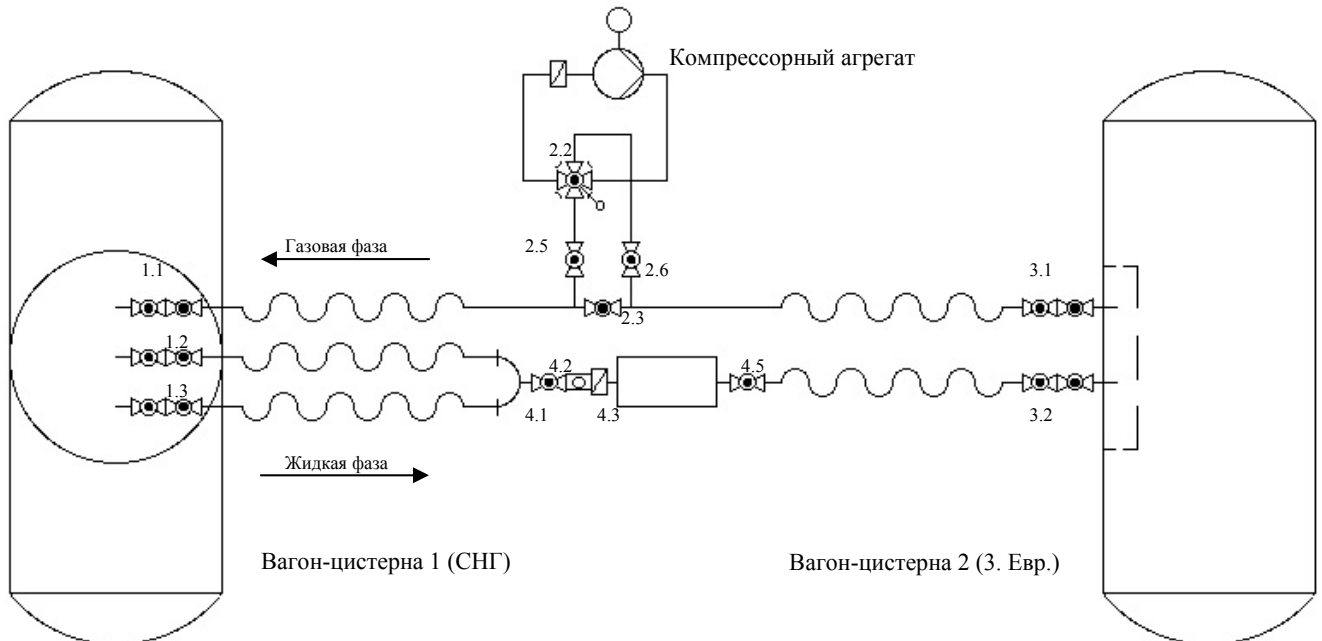 Компрессорный агрегат
2.2
2.5
Газовая фаза
2.6
1.1
3.1
2.3
1.2
4.2
4.5
1.3
4.1
4.3
3.2
Жидкая фаза
Вагон-цистерна 1 (СНГ)
Вагон-цистерна 2 (3. Евр.)